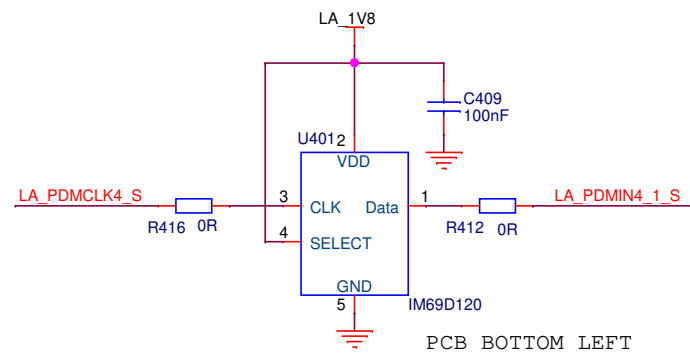 LA_1V8
C409
100nF
U401
2
VDD
LA_PDMCLK4_S
3
CLK
Data
1
LA_PDMIN4_1_S
R416 0R
4
SELECT
R412 0R
GND
5
IM69D120
PCB BOTTOM LEFT